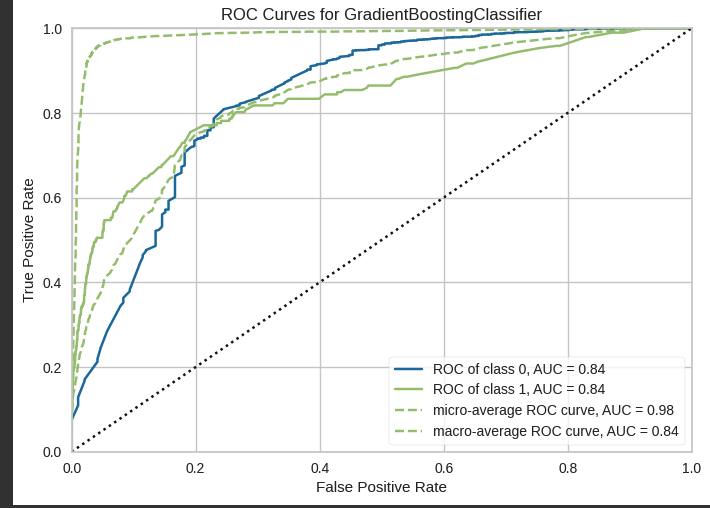 ROC Curves for GradientBoostingClassifier
True Positive Rate
1.0
0.8
0.6
0.4
0.2
0.0
ROC of class 0, AUC = 0.84
ROC of class 1, AUC = 0.84
micro-average ROC curve, AUC = 0.98
macro-average ROC curve, AUC = 0.84
0.0 0.2 0.4 0.6 0.8 1.0
False Positive Rate